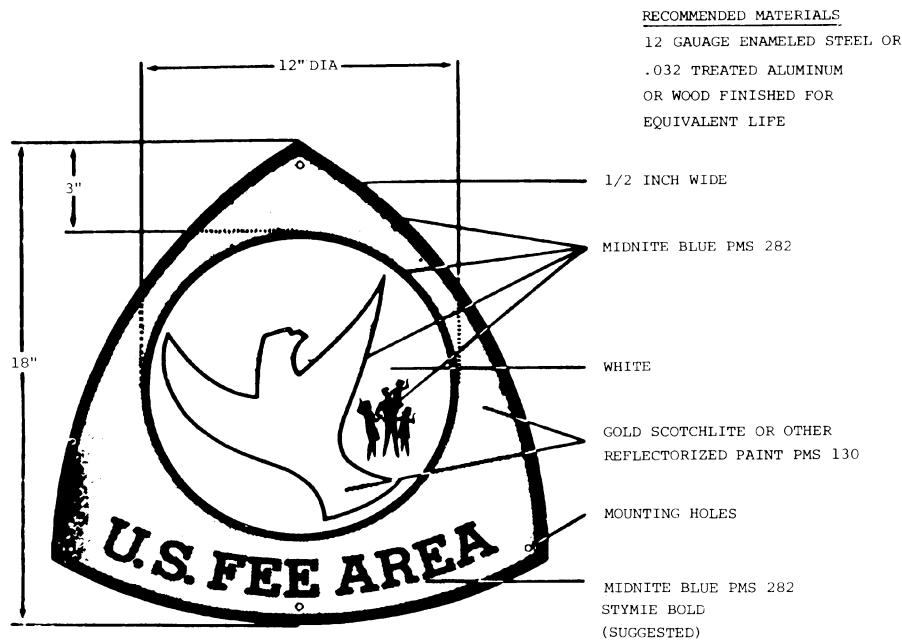 RECOMMENDED MATERIALS
12 GAUAGE ENAMELED STEEL OR
.032 TREATED ALUMINUM
OR WOOD FINISHED FOR
EQUIVALENT LIFE
12" DIA
3"
18"
1/2 INCH WIDE
MIDNITE BLUE PMS 282
WHITE
GOLD SCOTCHLITE OR OTHER
REFLECTORIZED PAINT PMS 130
MOUNTING HOLES
U.S. FEE AREA
MIDNITE BLUE PMS 282
STYMIE BOLD
(SUGGESTED)